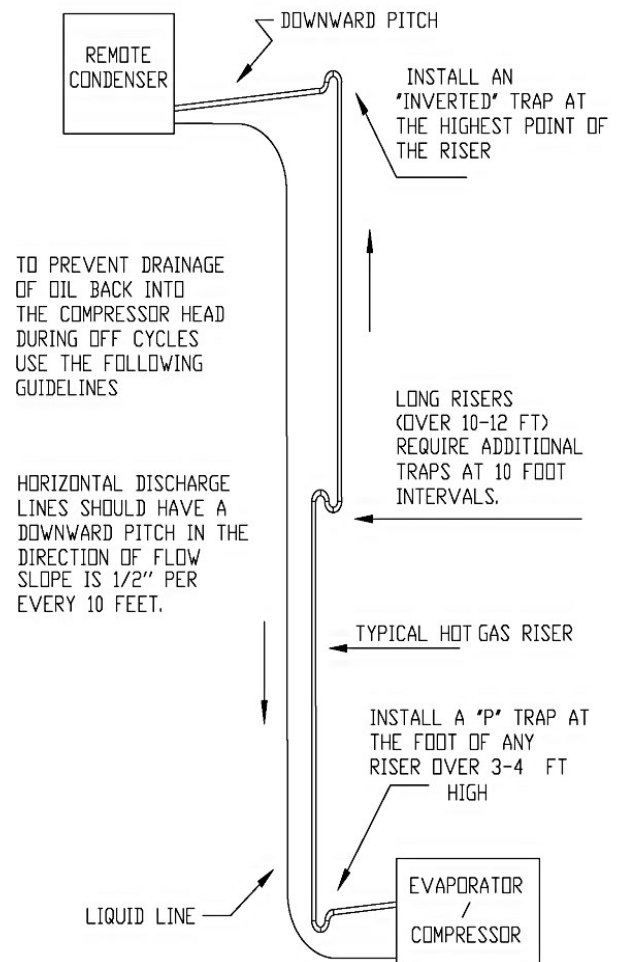 DOWNWARD PITCH
REMOTE
CONDENSER
INSTALL AN
"INVERTED" TRAP AT
THE HIGHEST POINT OF
THE RISER
TO PREVENT DRAINAGE
OF OIL BACK INTO
THE COMPRESSOR HEAD
DURING OFF CYCLES
USE THE FOLLOWING
GUIDELINES
LONG RISERS
(OVER 10-12 FT)
REQUIRE ADDITIONAL
TRAPS AT 10 FOOT
INTERVALS.
HORIZONTAL DISCHARGE
LINES SHOULD HAVE A
DOWNWARD PITCH IN THE
DIRECTION OF FLOW
SLOPE IS 1/2" PER
EVERY 10 FEET.
TYPICAL HOT GAS RISER
INSTALL A "P" TRAP AT
THE FOOT OF ANY
RISER OVER 3-4 FT
HIGH
EVAPORATOR
/
COMPRESSOR
LIQUID LINE